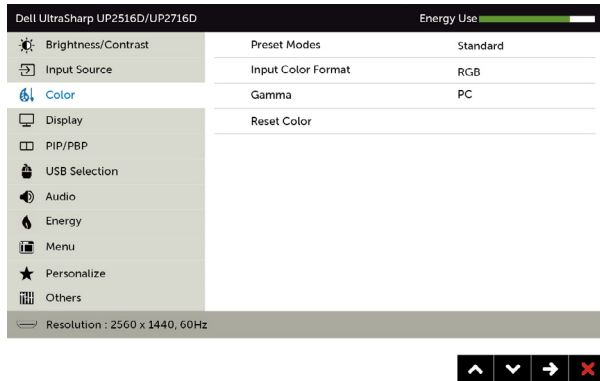 Dell UltraSharp UP2516D/UP2716D Energy Use
Brightness/Contrast
Input Source
Color
Display
PIP/PBP
USB Selection
Audio
Energy
Menu
Personalize
Others
Preset Modes Standard
Input Color Format RGB
Gamma PC
Reset Color
Resolution : 2560 x 1440, 60Hz